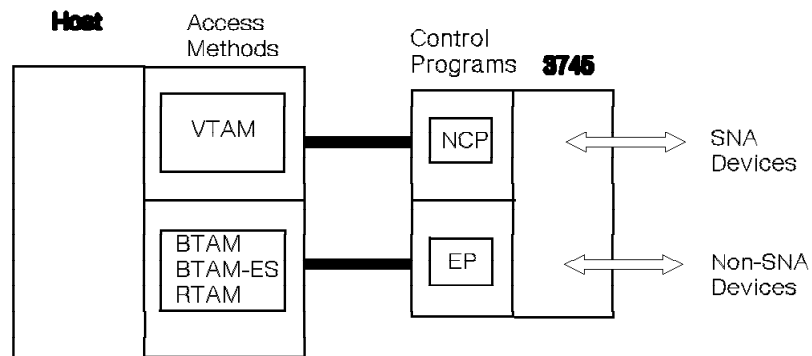 Host
Access
Methods
Control
Programs
3745
VTAM
NCP
SNA
Devices
BTAM
BTAM-ES
RTAM
EP
Non-SNA
Devices